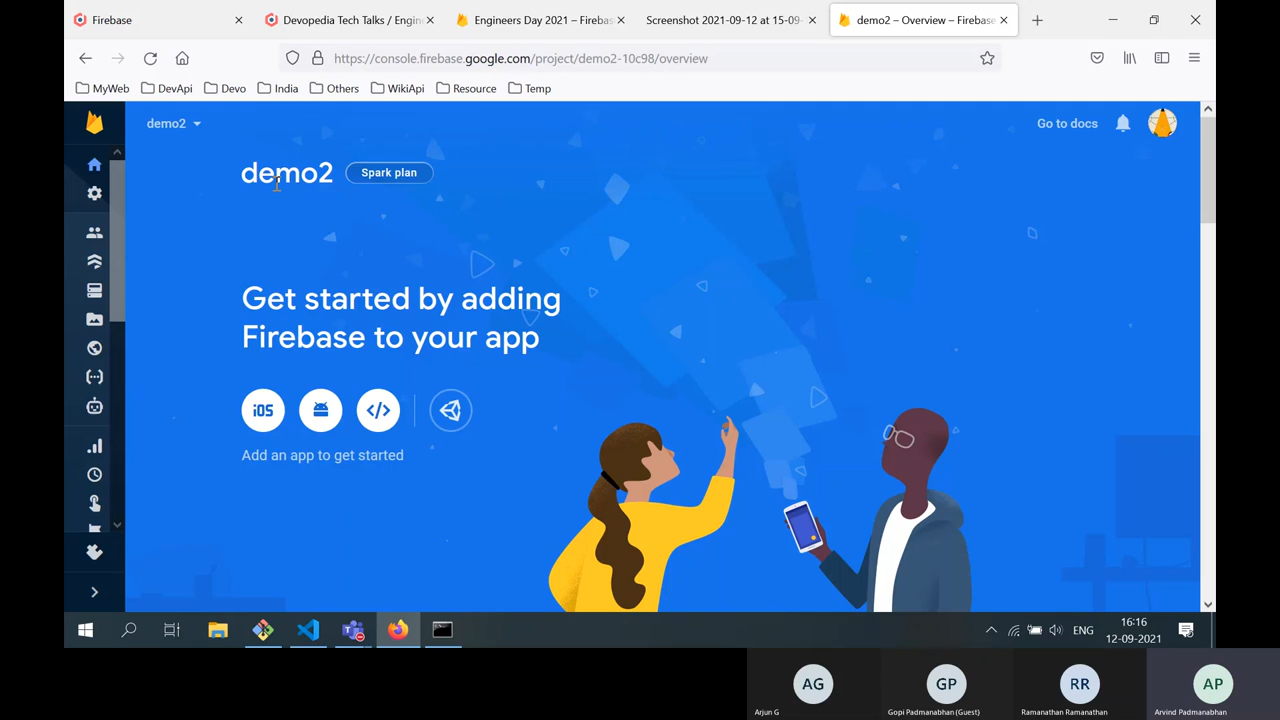 Firebase
Devopedia Tech Talks / Engin
Engineers Day 2021 – Firebas
Screenshot 2021-09-12 at 15-09-
demo2 – Overview – Firebase
https://console.firebase.google.com/project/demo2-10c98/overview
MyWeb
DevApi
Devo
India
Others
WikiApi
Resource
Temp
demo2
Go to docs
demo2
Spark plan
Get started by adding
Firebase to your app
iOS
Add an app to get started
ENG
16:16
12-09-2021
AG
GP
RR
AP
Arjun G
Gopi Padmanabhan (Guest)
Ramanathan Ramanathan
Arvind Padmanabhan